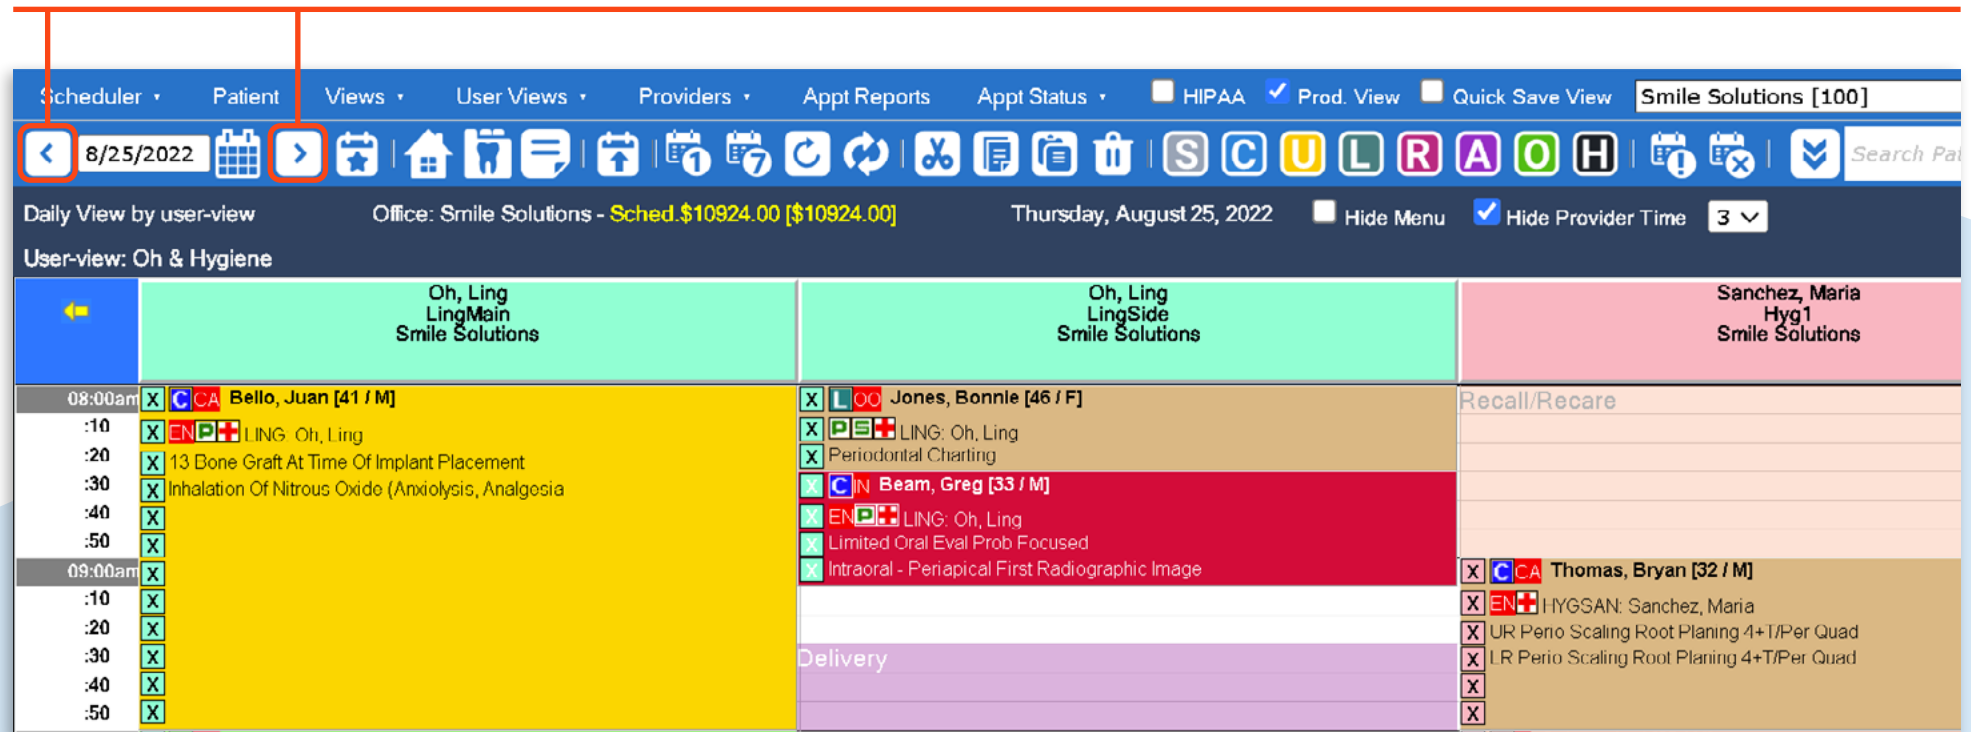 Scheduler Patient Views User Views Providers Appt Reports Appt Status HIPAA Prod. View Quick Save View Smile Solutions [100]
8/25/2022 1 7 S C U L R A O H Search
Daily View by user-view Office: Smile Solutions - Sched.$10924.00 [$10924.00] Thursday, August 25, 2022 Hide Menu Hide Provider Time 3
User-view: Oh & Hygiene
Oh, Ling
LingMain
Smile Solutions
Oh, Ling
LingSide
Smile Solutions
Sanchez, Maria
Hyg1
Smile Solutions
08:00am
:10
:20
:30
:40
:50
09:00am
:10
:20
:30
:40
:50
X C CA Bello, Juan [41 / M]
X EN P LING: Oh, Ling
X 13 Bone Graft At Time Of Implant Placement
X Inhalation Of Nitrous Oxide (Anxiolysis, Analgesia
X
X
X
X
X
X
X
X
X L OO Jones, Bonnie [46 / F]
X P S LING: Oh, Ling
X Periodontal Charting
X C IN Beam, Greg [33 / M]
X EN P LING: Oh, Ling
X Limited Oral Eval Prob Focused
X Intraoral - Periapical First Radiographic Image
Delivery
Recall/Recare
X C CA Thomas, Bryan [32 / M]
X EN HYGSAN: Sanchez, Maria
X UR Perio Scaling Root Planing 4+T/Per Quad
X LR Perio Scaling Root Planing 4+T/Per Quad
X
X